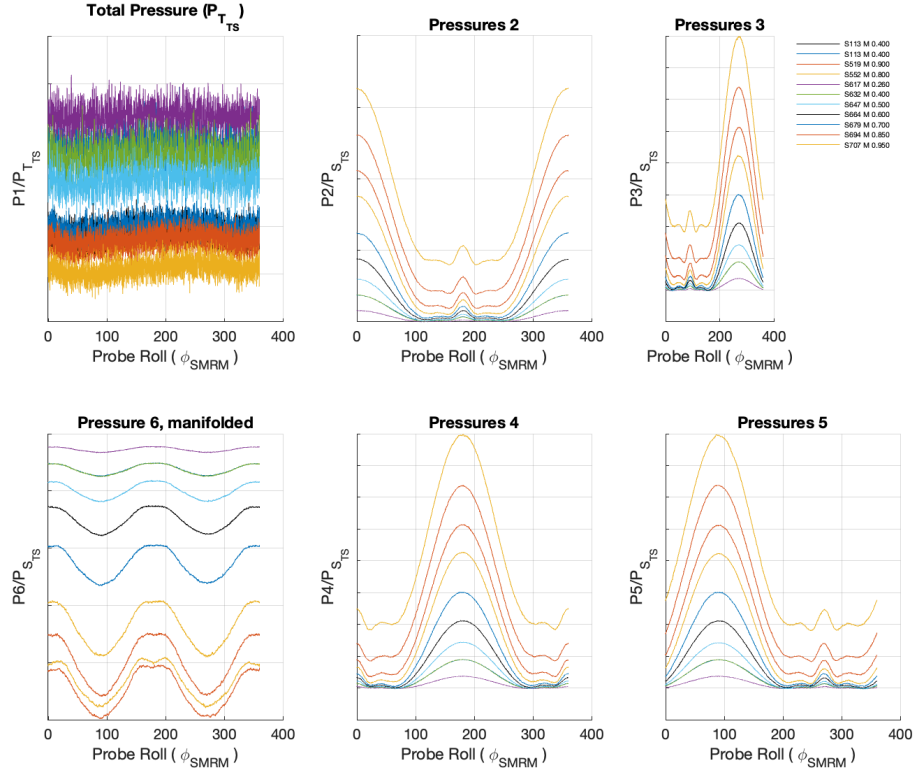 Total Pressure (P_T_TS)
P1/P_T_TS
0 100 200 300 400
Probe Roll ( ϕ_SMRM )
Pressures 2
P2/P_S_TS
0 100 200 300 400
Probe Roll ( ϕ_SMRM )
Pressures 3
P3/P_S_TS
0 100 200 300 400
Probe Roll ( ϕ_SMRM )
S113 M 0.400
S113 M 0.400
S519 M 0.900
S552 M 0.800
S617 M 0.260
S632 M 0.400
S647 M 0.500
S664 M 0.600
S679 M 0.700
S694 M 0.850
S707 M 0.950
Pressure 6, manifolded
P6/P_S_TS
0 100 200 300 400
Probe Roll ( ϕ_SMRM )
Pressures 4
P4/P_S_TS
0 100 200 300 400
Probe Roll ( ϕ_SMRM )
Pressures 5
P5/P_S_TS
0 100 200 300 400
Probe Roll ( ϕ_SMRM )